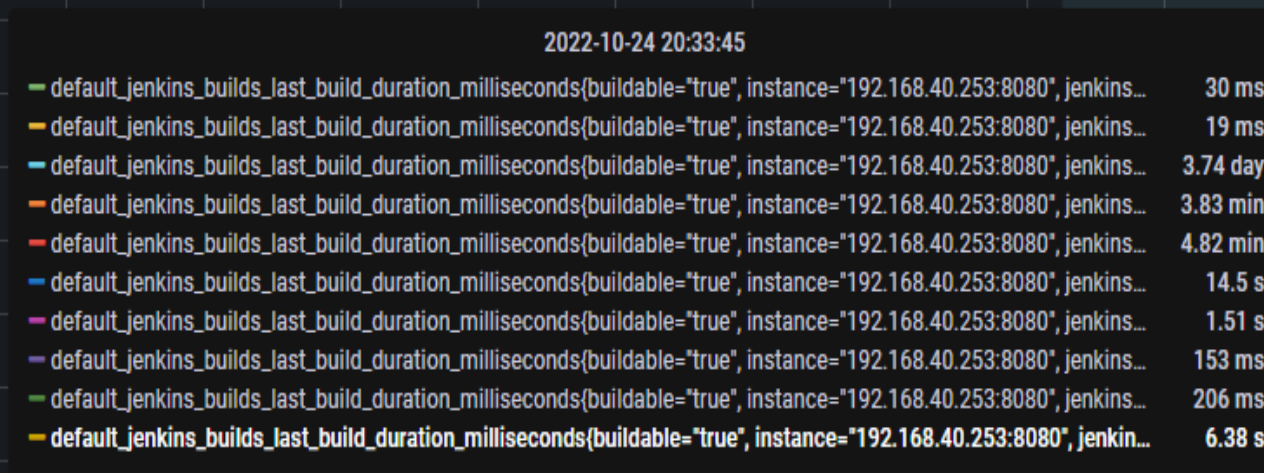 2022-10-24 20:33:45
default_jenkins_builds_last_build_duration_milliseconds{buildable="true", instance="192.168.40.253:8080", jenkins... 30 ms
default_jenkins_builds_last_build_duration_milliseconds{buildable="true", instance="192.168.40.253:8080", jenkins... 19 ms
default_jenkins_builds_last_build_duration_milliseconds{buildable="true", instance="192.168.40.253:8080", jenkins... 3.74 day
default_jenkins_builds_last_build_duration_milliseconds{buildable="true", instance="192.168.40.253:8080", jenkins... 3.83 min
default_jenkins_builds_last_build_duration_milliseconds{buildable="true", instance="192.168.40.253:8080", jenkins... 4.82 min
default_jenkins_builds_last_build_duration_milliseconds{buildable="true", instance="192.168.40.253:8080", jenkins... 14.5 s
default_jenkins_builds_last_build_duration_milliseconds{buildable="true", instance="192.168.40.253:8080", jenkins... 1.51 s
default_jenkins_builds_last_build_duration_milliseconds{buildable="true", instance="192.168.40.253:8080", jenkins... 153 ms
default_jenkins_builds_last_build_duration_milliseconds{buildable="true", instance="192.168.40.253:8080", jenkins... 206 ms
default_jenkins_builds_last_build_duration_milliseconds{buildable="true", instance="192.168.40.253:8080", jenkin... 6.38 s